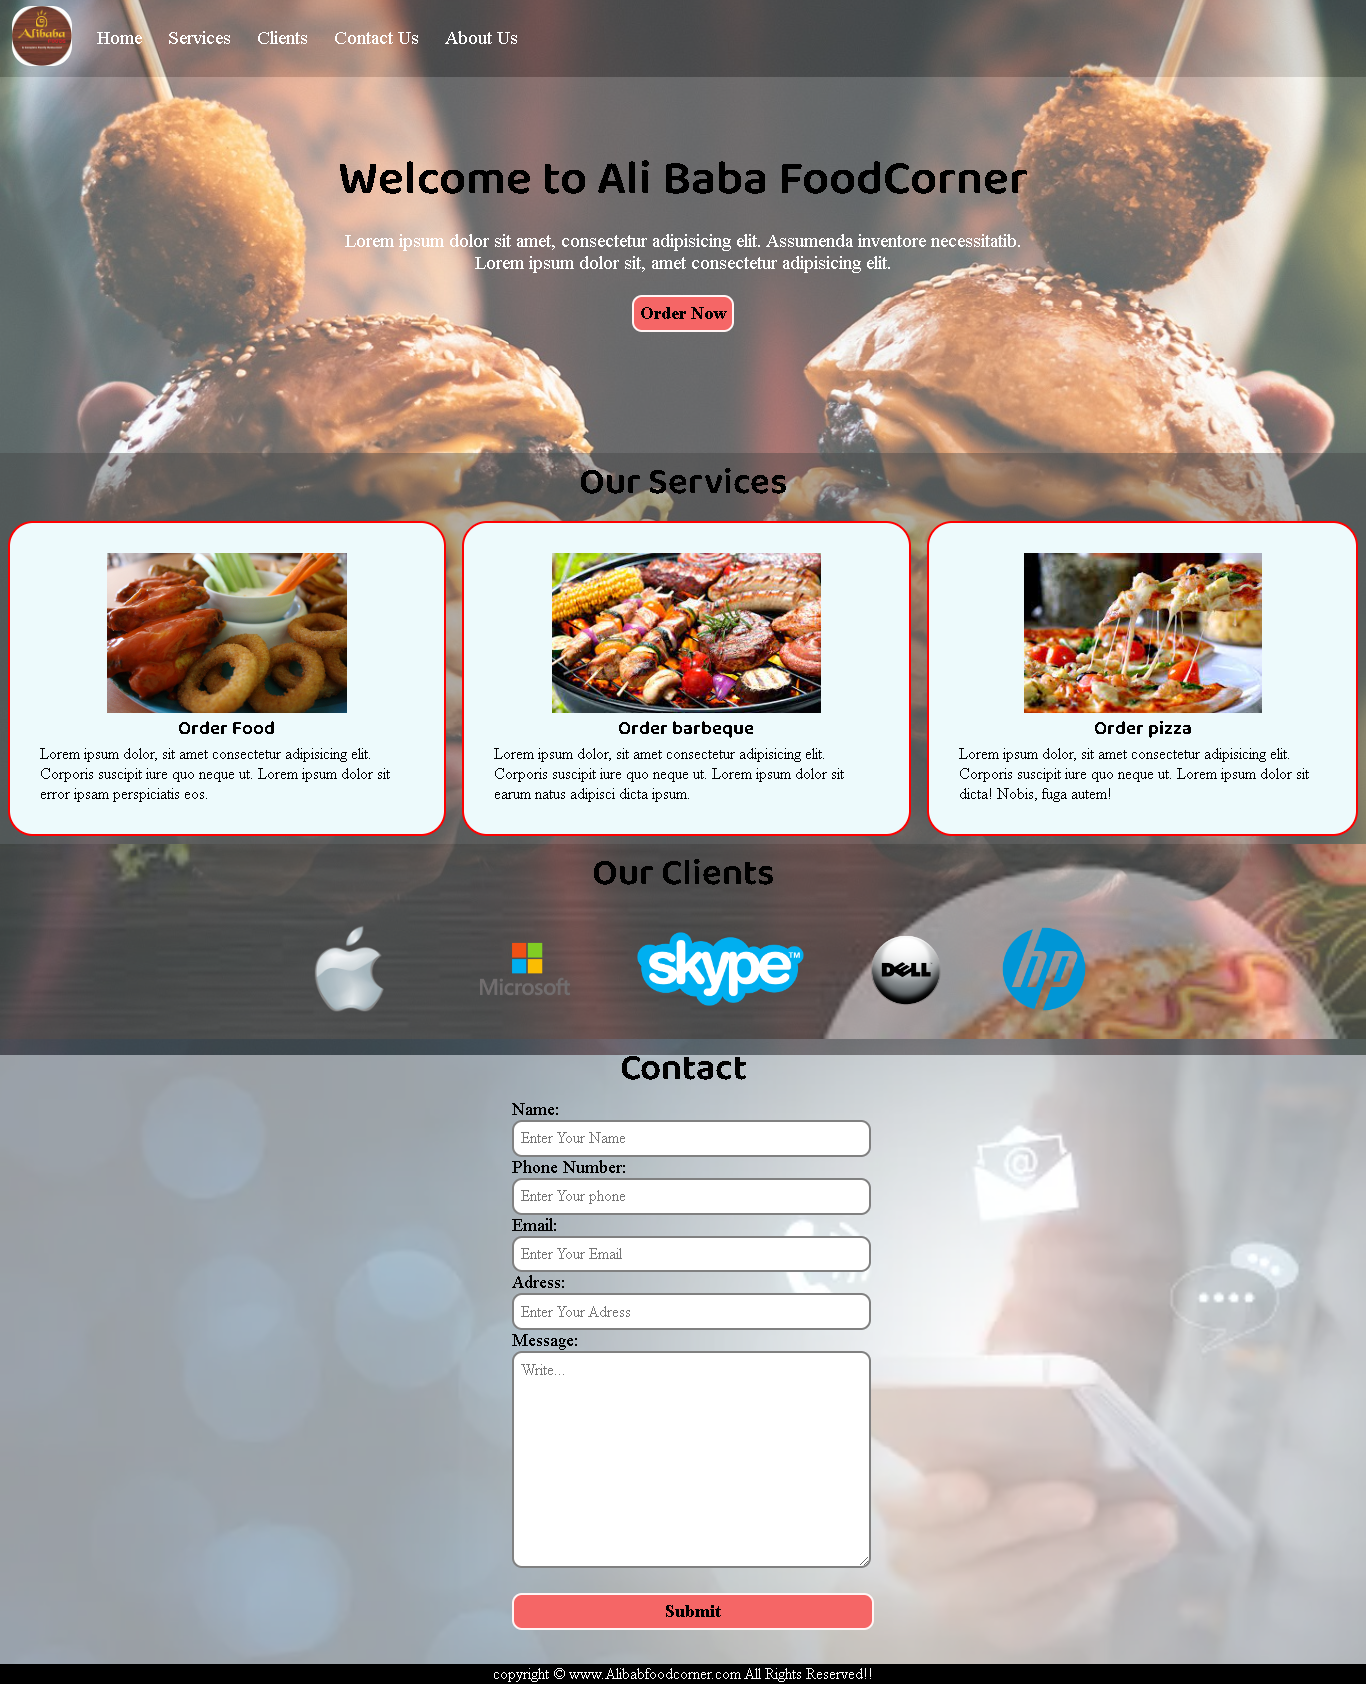 Alibaba
Home Services Clients Contact Us About Us
Welcome to Ali Baba FoodCorner
Lorem ipsum dolor sit amet, consectetur adipisicing elit. Assumenda inventore necessitatib.
Lorem ipsum dolor sit, amet consectetur adipisicing elit.
Order Now
Our Services
Order Food
Lorem ipsum dolor, sit amet consectetur adipisicing elit.
Corporis suscipit iure quo neque ut. Lorem ipsum dolor sit
error ipsam perspiciatis eos.
Order barbeque
Lorem ipsum dolor, sit amet consectetur adipisicing elit.
Corporis suscipit iure quo neque ut. Lorem ipsum dolor sit
earum natus adipisci dicta ipsum.
Order pizza
Lorem ipsum dolor, sit amet consectetur adipisicing elit.
Corporis suscipit iure quo neque ut. Lorem ipsum dolor sit
dicta! Nobis, fuga autem!
Our Clients
Microsoft
skype™
DELL
hp
Contact
Name:
Enter Your Name
Phone Number:
Enter Your phone
Email:
Enter Your Email
Adress:
Enter Your Adress
Message:
Write...
Submit
copyright © www.Alibabfoodcorner.com All Rights Reserved!!